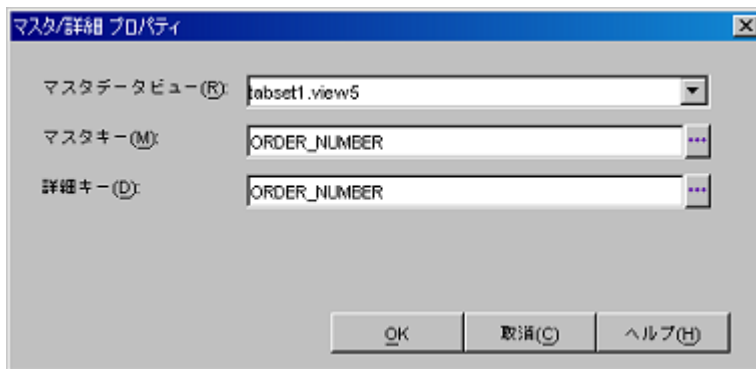 マスタ/詳細 プロパティ
マスタデータビュー(R): tabset1.view5
マスタキー(M): ORDER_NUMBER
詳細キー(D): ORDER_NUMBER
OK 取消(C) ヘルプ(H)